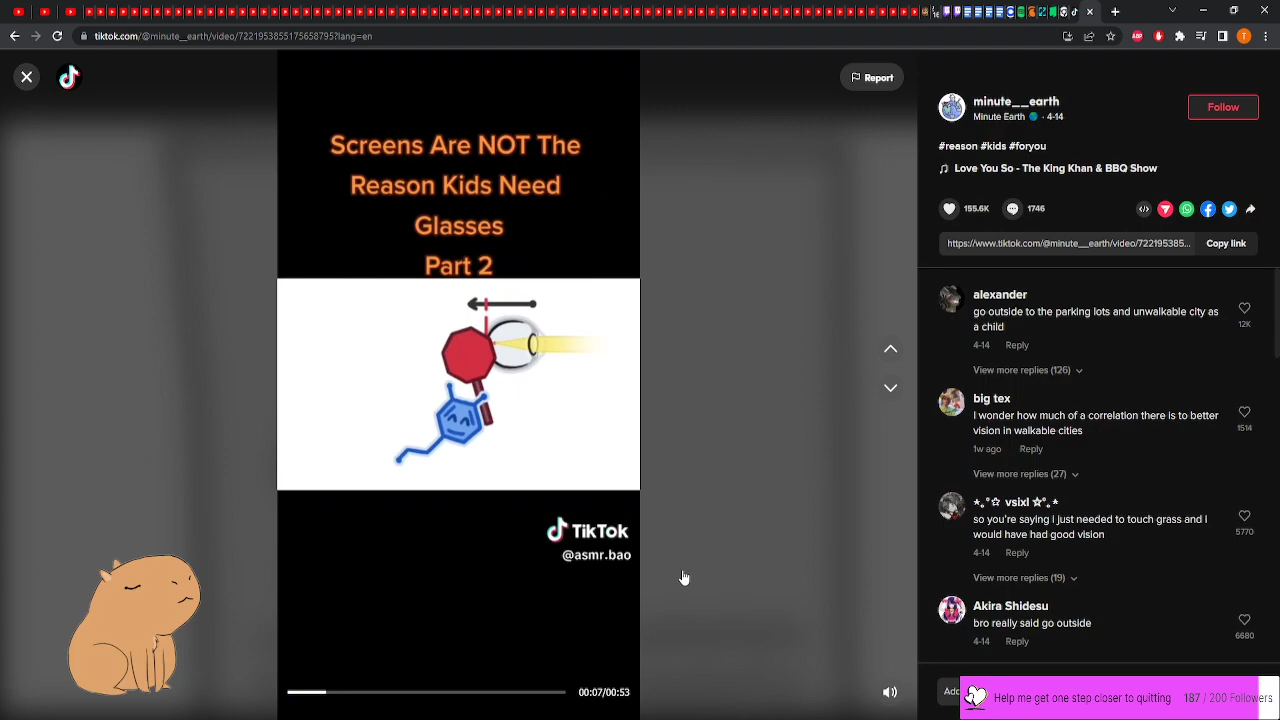 tiktok.com/@minute__earth/video/7221953855175658795?lang=en
Report
minute__earth
Minute Earth · 4-14
Follow
#reason #kids #foryou
Love You So - The King Khan & BBQ Show
155.6K
1746
https://www.tiktok.com/@minute__earth/video/722195385...
Copy link
Screens Are NOT The
Reason Kids Need
Glasses
Part 2
TikTok
@asmr.bao
00:07/00:53
alexander
go outside to the parking lots and unwalkable city as
a child
12K
4-14 Reply
View more replies (126)
big tex
I wonder how much of a correlation there is to better
vision in walkable cities
1514
1w ago Reply
View more replies (27)
*ₒ°☆ vsixl ☆°ₒ*
so you're saying I just needed to touch grass and I
would have good vision
5770
4-14 Reply
View more replies (19)
Akira Shidesu
bro really said go outside
6680
4-14 Reply
Adc
Help me get one step closer to quitting 187 / 200 Follow